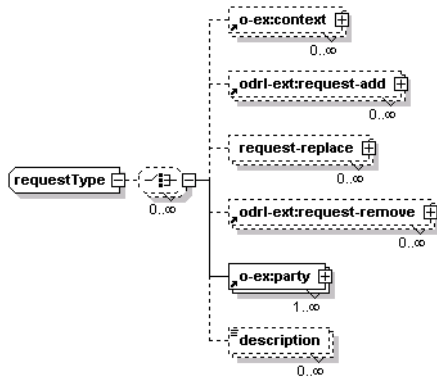 o-ex:context
0..∞
odrl-ext:request-add
0..∞
request-replace
0..∞
requestType
0..∞
odrl-ext:request-remove
0..∞
o-ex:party
1..∞
description
0..∞